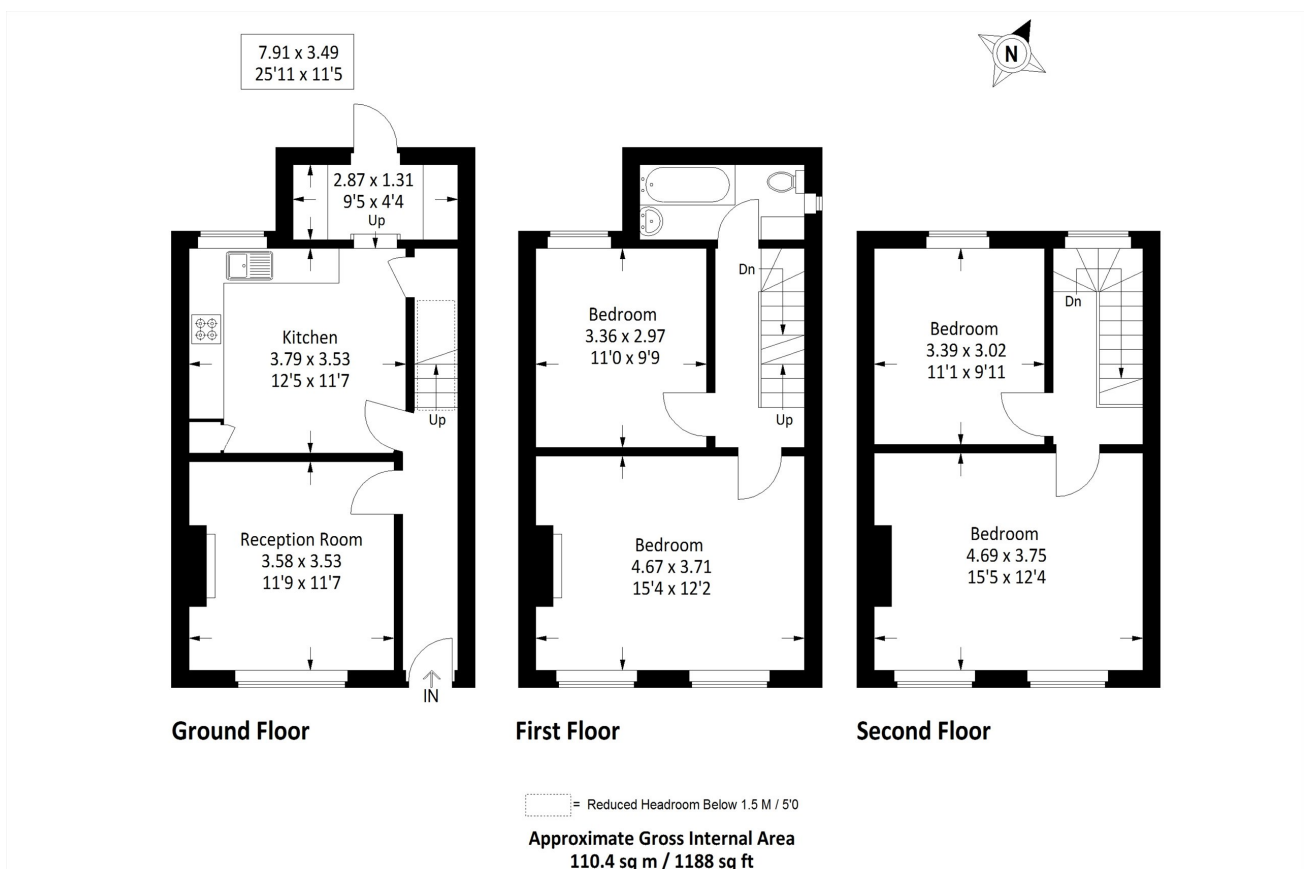 7.91 x 3.49
25'11 x 11'5
N
2.87 x 1.31
9'5 x 4'4
Up
Kitchen
3.79 x 3.53
12'5 x 11'7
Up
Reception Room
3.58 x 3.53
11'9 x 11'7
IN
Ground Floor
Dn
Bedroom
3.36 x 2.97
11'0 x 9'9
Up
Bedroom
4.67 x 3.71
15'4 x 12'2
First Floor
Dn
Bedroom
3.39 x 3.02
11'1 x 9'11
Bedroom
4.69 x 3.75
15'5 x 12'4
Second Floor
= Reduced Headroom Below 1.5 M / 5'0
Approximate Gross Internal Area
110.4 sq m / 1188 sq ft